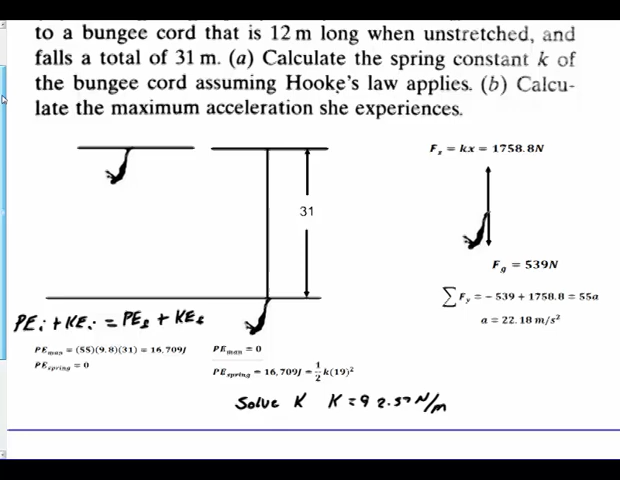 to a bungee cord that is 12 m long when unstretched, and
falls a total of 31 m. (a) Calculate the spring constant k of
the bungee cord assuming Hooke's law applies. (b) Calcu-
late the maximum acceleration she experiences.
F_s = kx = 1758.8N
31
F_g = 539N
∑ F_y = − 539 + 1758.8 = 55a
a = 22.18 m/s²
PE_i + KE_i = PE_f + KE_f
PE_man = (55)(9.8)(31) = 16,709J
PE_spring = 0
PE_man = 0
PE_spring = 16,709J = 1/2 k(19)²
Solve K K = 92.57 N/m